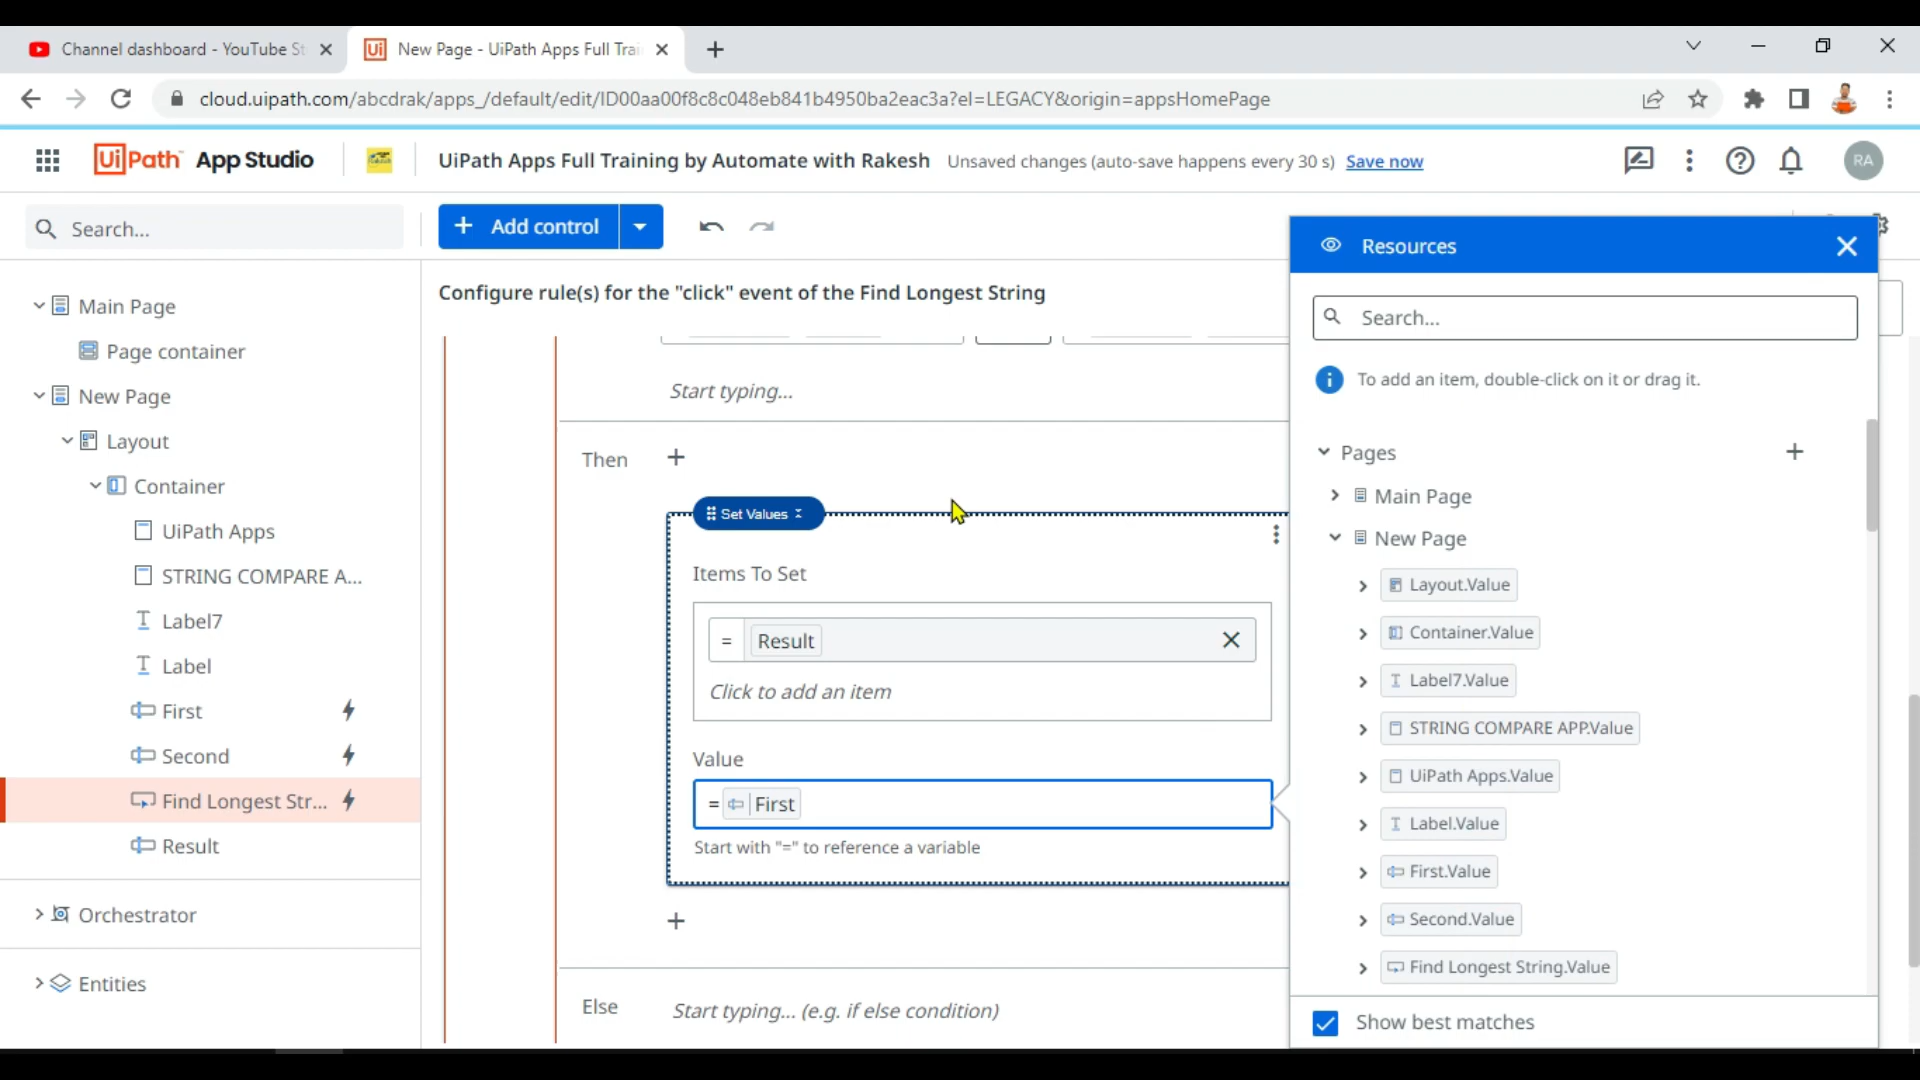 Channel dashboard - YouTube St
New Page - UiPath Apps Full Trai
cloud.uipath.com/abcdrak/apps_/default/edit/ID00aa00f8c8c048eb841b4950ba2eac3a?el=LEGACY&origin=appsHomePage
UiPath App Studio
UiPath Apps Full Training by Automate with Rakesh
Unsaved changes (auto-save happens every 30 s) Save now
RA
Search...
Add control
Main Page
Page container
New Page
Layout
Container
UiPath Apps
STRING COMPARE A...
Label7
Label
First
Second
Find Longest Str...
Result
Orchestrator
Entities
Configure rule(s) for the "click" event of the Find Longest String
Start typing...
Then
Set Values
Items To Set
= Result
Click to add an item
Value
= First
Start with "=" to reference a variable
Else
Start typing... (e.g. if else condition)
Resources
Search...
To add an item, double-click on it or drag it.
Pages
Main Page
New Page
Layout.Value
Container.Value
Label7.Value
STRING COMPARE APP.Value
UiPath Apps.Value
Label.Value
First.Value
Second.Value
Find Longest String.Value
Show best matches